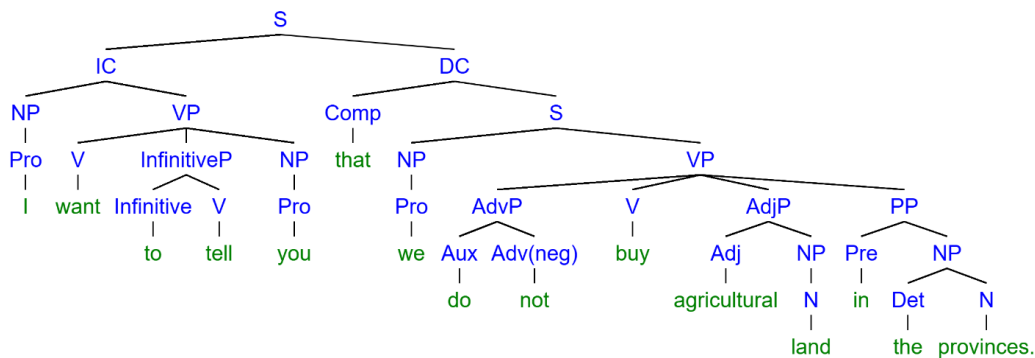 S
IC DC
NP VP Comp S
Pro V InfinitiveP NP that NP VP
I want Infinitive V Pro Pro AdvP V AdjP PP
to tell you we Aux Adv(neg) buy Adj NP Pre NP
do not agricultural N in Det N
land the provinces.